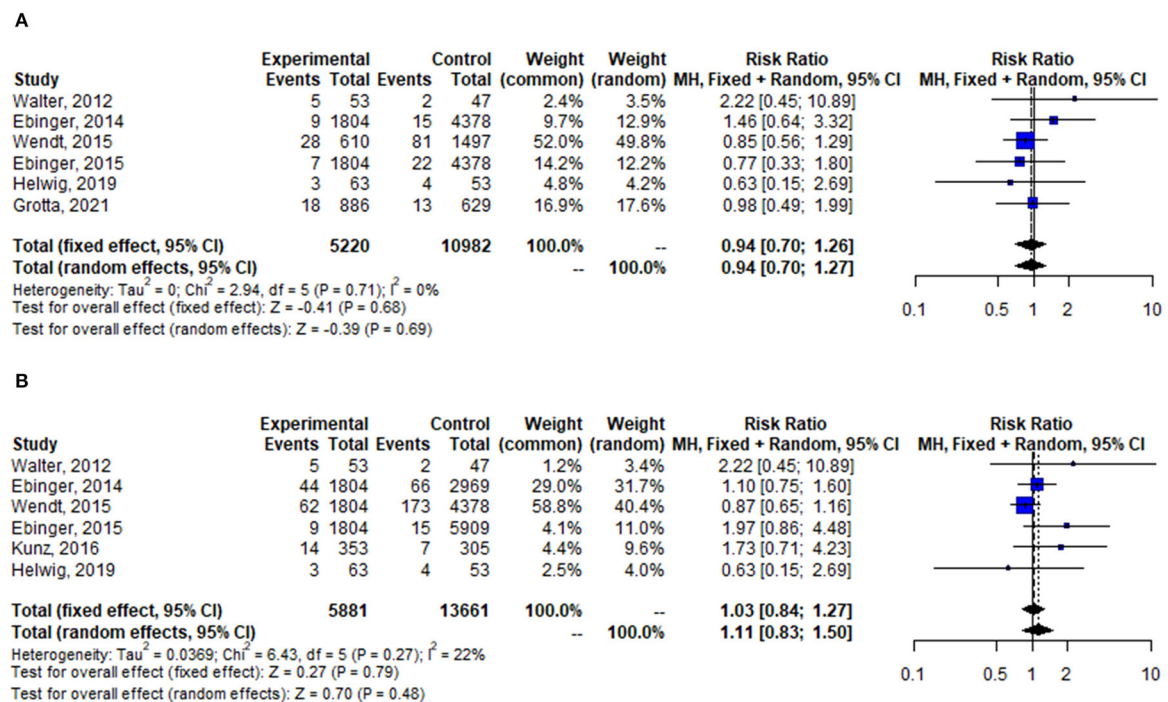 A
Experimental Control Weight Weight Risk Ratio Risk Ratio
Study Events Total Events Total (common) (random) MH, Fixed + Random, 95% CI MH, Fixed + Random, 95% CI
Walter, 2012 5 53 2 47 2.4% 3.5% 2.22 [0.45; 10.89]
Ebinger, 2014 9 1804 15 4378 9.7% 12.9% 1.46 [0.64; 3.32]
Wendt, 2015 28 610 81 1497 52.0% 49.8% 0.85 [0.56; 1.29]
Ebinger, 2015 7 1804 22 4378 14.2% 12.2% 0.77 [0.33; 1.80]
Helwig, 2019 3 63 4 53 4.8% 4.2% 0.63 [0.15; 2.69]
Grotta, 2021 18 886 13 629 16.9% 17.6% 0.98 [0.49; 1.99]
Total (fixed effect, 95% CI) 5220 10982 100.0% -- 0.94 [0.70; 1.26]
Total (random effects, 95% CI) -- 100.0% 0.94 [0.70; 1.27]
Heterogeneity: Tau² = 0; Chi² = 2.94, df = 5 (P = 0.71); I² = 0%
Test for overall effect (fixed effect): Z = -0.41 (P = 0.68)
Test for overall effect (random effects): Z = -0.39 (P = 0.69)
0.1 0.5 1 2 10
B
Experimental Control Weight Weight Risk Ratio Risk Ratio
Study Events Total Events Total (common) (random) MH, Fixed + Random, 95% CI MH, Fixed + Random, 95% CI
Walter, 2012 5 53 2 47 1.2% 3.4% 2.22 [0.45; 10.89]
Ebinger, 2014 44 1804 66 2969 29.0% 31.7% 1.10 [0.75; 1.60]
Wendt, 2015 62 1804 173 4378 58.8% 40.4% 0.87 [0.65; 1.16]
Ebinger, 2015 9 1804 15 5909 4.1% 11.0% 1.97 [0.86; 4.48]
Kunz, 2016 14 353 7 305 4.4% 9.6% 1.73 [0.71; 4.23]
Helwig, 2019 3 63 4 53 2.5% 4.0% 0.63 [0.15; 2.69]
Total (fixed effect, 95% CI) 5881 13661 100.0% -- 1.03 [0.84; 1.27]
Total (random effects, 95% CI) -- 100.0% 1.11 [0.83; 1.50]
Heterogeneity: Tau² = 0.0369; Chi² = 6.43, df = 5 (P = 0.27); I² = 22%
Test for overall effect (fixed effect): Z = 0.27 (P = 0.79)
Test for overall effect (random effects): Z = 0.70 (P = 0.48)
0.1 0.5 1 2 10